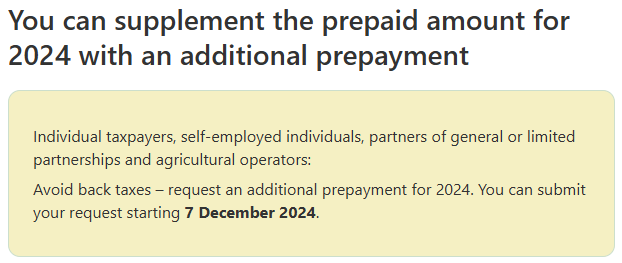 You can supplement the prepaid amount for
2024 with an additional prepayment
Individual taxpayers, self-employed individuals, partners of general or limited
partnerships and agricultural operators:
Avoid back taxes – request an additional prepayment for 2024. You can submit
your request starting 7 December 2024.